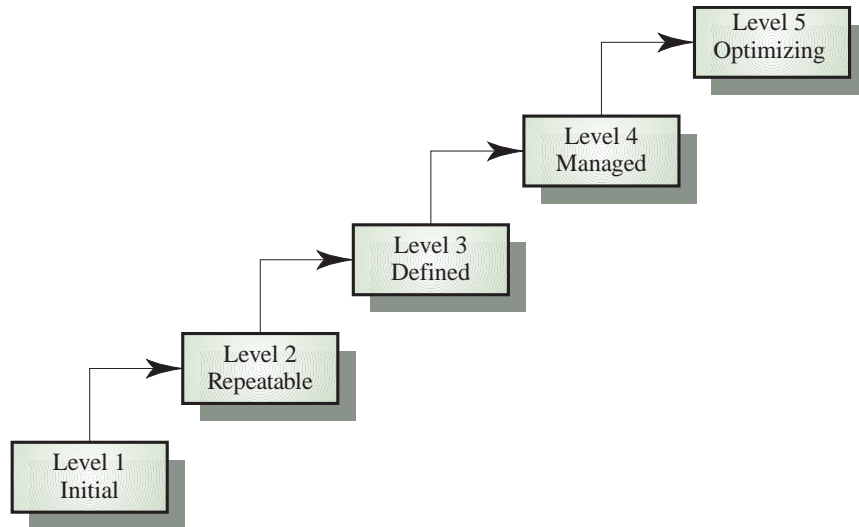 Level 5
Optimizing
Level 4
Managed
Level 3
Defined
Level 2
Repeatable
Level 1
Initial